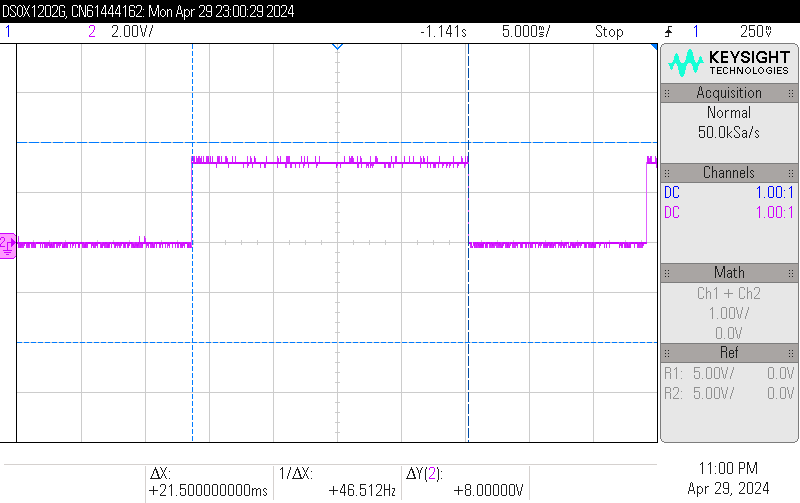 DSOX1202G, CN61444162: Mon Apr 29 23:00:29 2024
1 2 2.00V/ -1.141s 5.000ms/ Stop 1 250mV
KEYSIGHT
TECHNOLOGIES
Acquisition
Normal
50.0kSa/s
Channels
DC 1.00:1
DC 1.00:1
2
Math
Ch1 + Ch2
1.00V/
0.0V
Ref
R1: 5.00V/ 0.0V
R2: 5.00V/ 0.0V
ΔX: 1/ΔX: ΔY(2):
+21.500000000ms +46.512Hz +8.00000V
11:00 PM
Apr 29, 2024